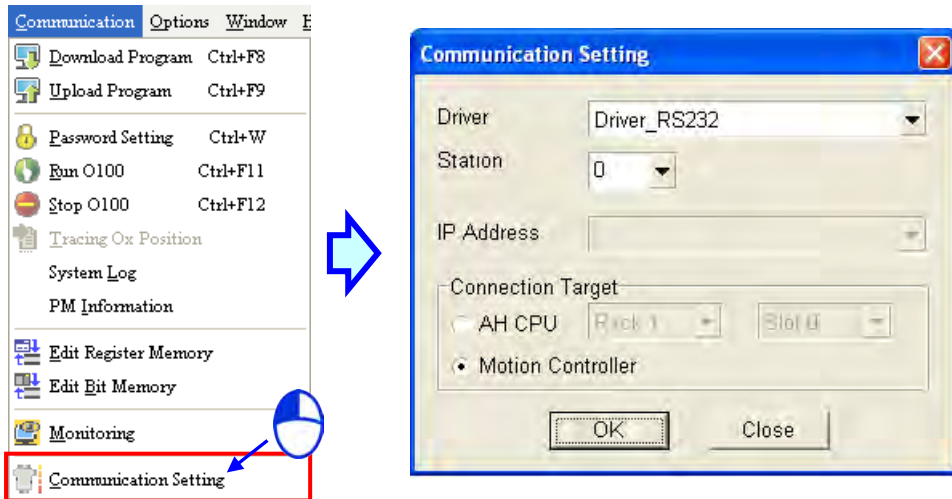 Communication Options Window
Download Program Ctrl+F8
Upload Program Ctrl+F9
Password Setting Ctrl+W
Run O100 Ctrl+F11
Stop O100 Ctrl+F12
Tracing Ox Position
System Log
PM Information
Edit Register Memory
Edit Bit Memory
Monitoring
Communication Setting
Communication Setting
Driver Driver_RS232
Station 0
IP Address
Connection Target
AH CPU Rack 1 Slot 0
Motion Controller
OK Close